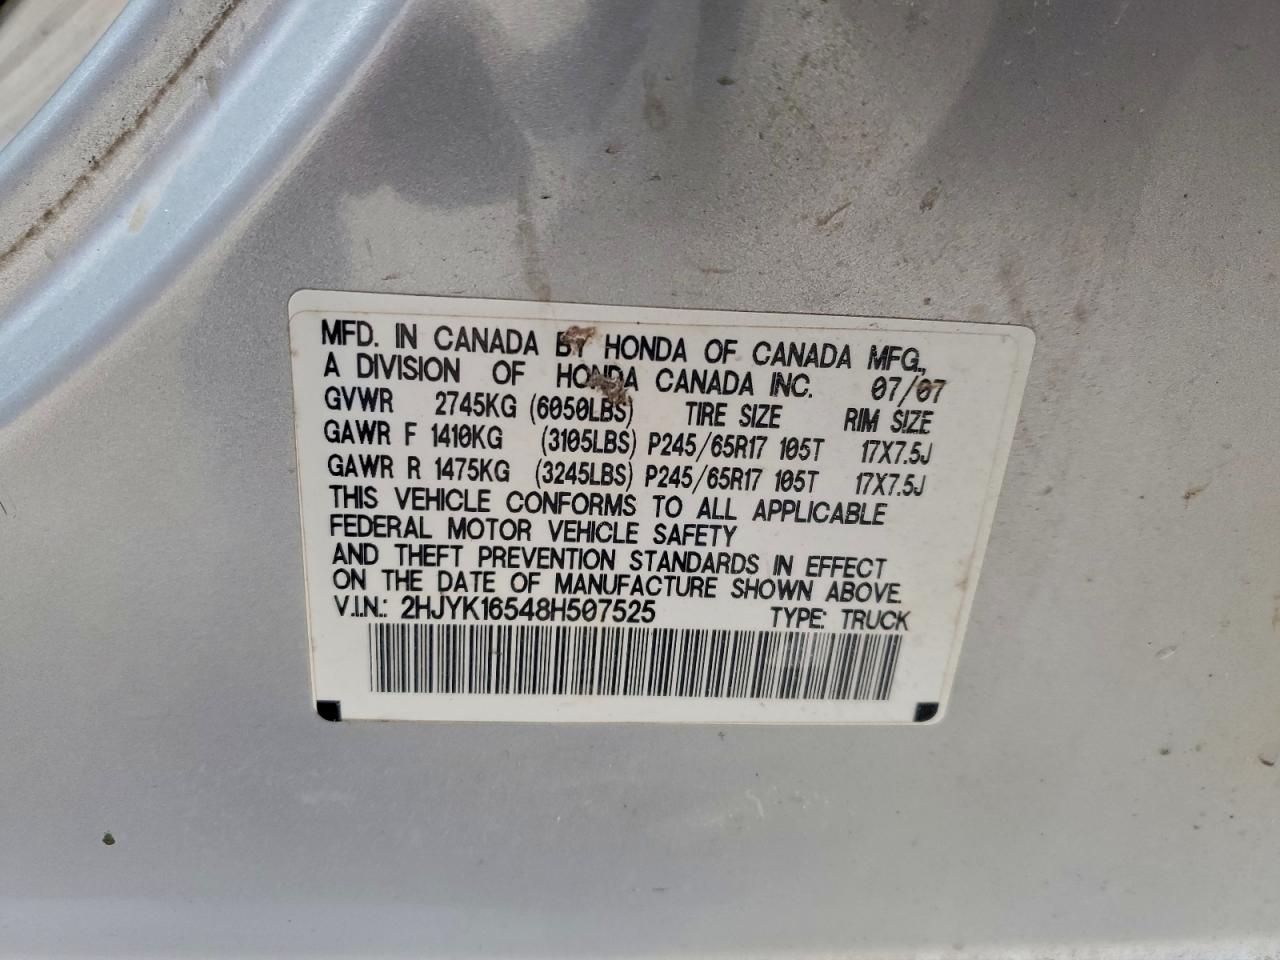 MFD. IN CANADA BY HONDA OF CANADA MFG.,
A DIVISION OF HONDA CANADA INC. 07/07
GVWR 2745KG (6050LBS) TIRE SIZE RIM SIZE
GAWR F 1410KG (3105LBS) P245/65R17 105T 17X7.5J
GAWR R 1475KG (3245LBS) P245/65R17 105T 17X7.5J
THIS VEHICLE CONFORMS TO ALL APPLICABLE
FEDERAL MOTOR VEHICLE SAFETY
AND THEFT PREVENTION STANDARDS IN EFFECT
ON THE DATE OF MANUFACTURE SHOWN ABOVE.
V.I.N.: 2HJYK16548H507525 TYPE: TRUCK